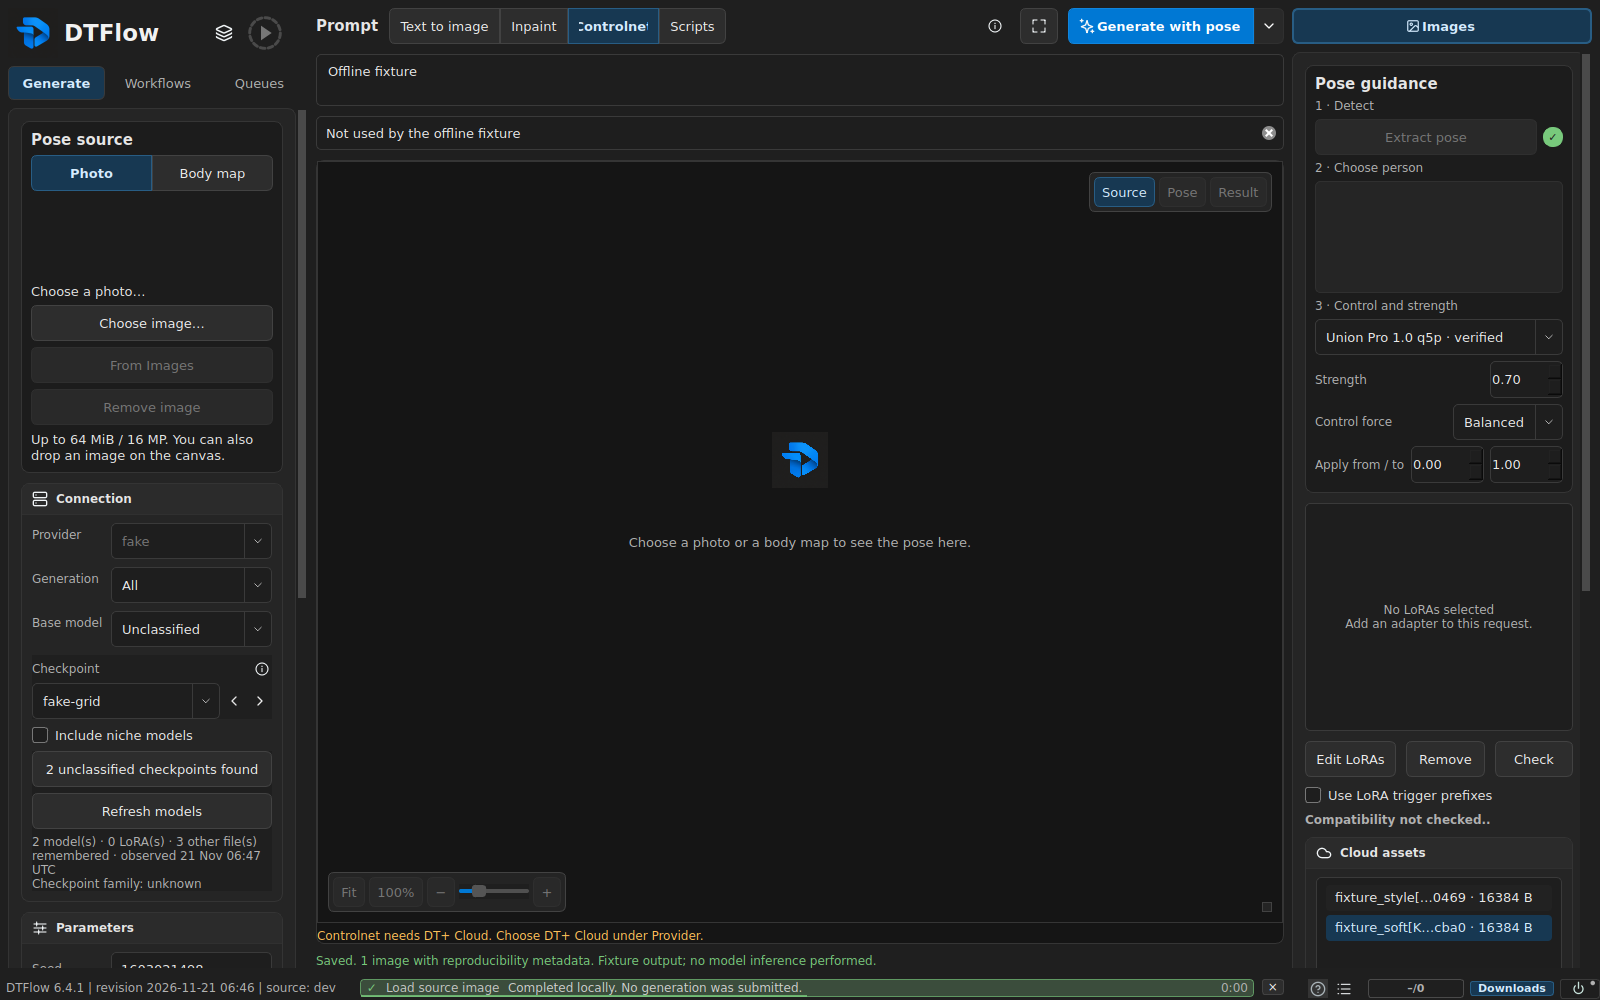 DTFlow
Generate
Workflows
Queues
Pose source
Photo
Body map
Choose a photo…
Choose image…
From Images
Remove image
Up to 64 MiB / 16 MP. You can also
drop an image on the canvas.
Connection
Provider
fake
Generation
All
Base model
Unclassified
Checkpoint
fake-grid
Include niche models
2 unclassified checkpoints found
Refresh models
2 model(s) · 0 LoRA(s) · 3 other file(s)
remembered · observed 21 Nov 06:47
UTC
Checkpoint family: unknown
Parameters
Prompt
Text to image
Inpaint
Controlnet
Scripts
Generate with pose
Offline fixture
Not used by the offline fixture
Source
Pose
Result
Choose a photo or a body map to see the pose here.
Fit
100%
−
+
Controlnet needs DT+ Cloud. Choose DT+ Cloud under Provider.
Saved. 1 image with reproducibility metadata. Fixture output; no model inference performed.
Images
Pose guidance
1 · Detect
Extract pose
2 · Choose person
3 · Control and strength
Union Pro 1.0 q5p · verified
Strength
0.70
Control force
Balanced
Apply from / to
0.00
1.00
No LoRAs selected
Add an adapter to this request.
Edit LoRAs
Remove
Check
Use LoRA trigger prefixes
Compatibility not checked..
Cloud assets
fixture_style[…0469 · 16384 B
fixture_soft[K…cba0 · 16384 B
DTFlow 6.4.1 | revision 2026-11-21 06:46 | source: dev
✓ Load source image Completed locally. No generation was submitted.
0:00
–/0
Downloads